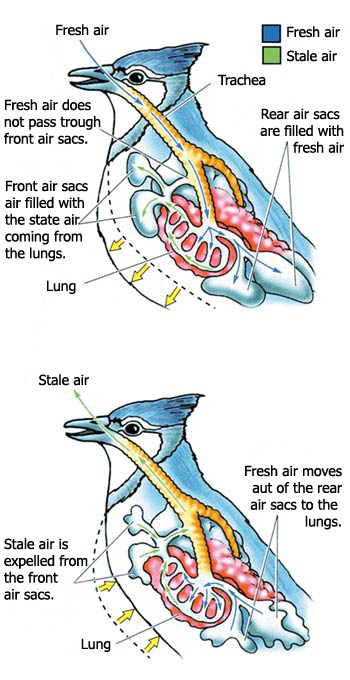 Fresh air
Fresh air
Stale air
Trachea
Fresh air does
not pass trough
front air sacs.
Rear air sacs
are filled with
fresh air
Front air sacs
air filled with
the state air
coming from
the lungs.
Lung
Stale air
Fresh air moves
aut of the rear
air sacs to the
lungs.
Stale air is
expelled from
the front
air sacs.
Lung